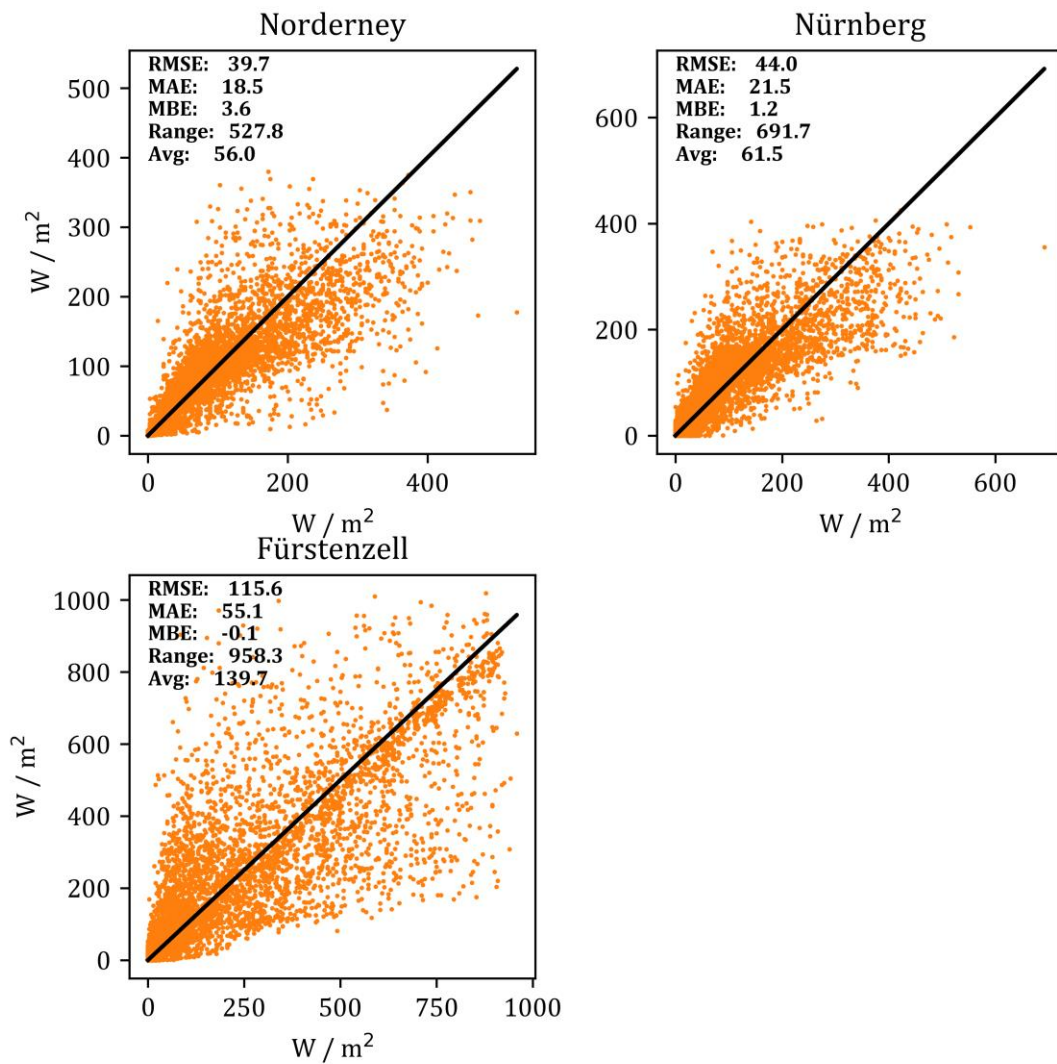 Norderney
RMSE: 39.7
MAE: 18.5
MBE: 3.6
Range: 527.8
Avg: 56.0
500
400
300
200
100
0
W / m²
0 200 400
W / m²
Nürnberg
RMSE: 44.0
MAE: 21.5
MBE: 1.2
Range: 691.7
Avg: 61.5
600
400
200
0
0 200 400 600
W / m²
Fürstenzell
RMSE: 115.6
MAE: 55.1
MBE: -0.1
Range: 958.3
Avg: 139.7
1000
800
600
400
200
0
W / m²
0 250 500 750 1000
W / m²